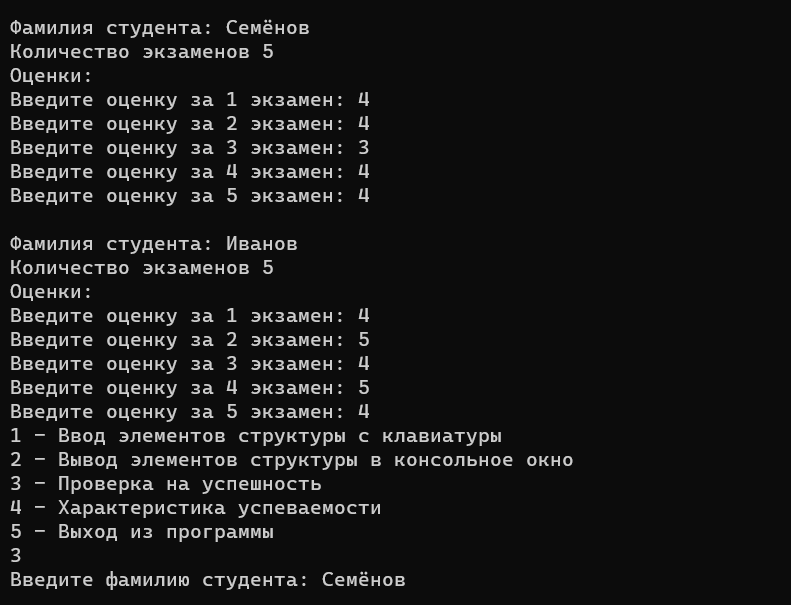 Фамилия студента: Семёнов
Количество экзаменов 5
Оценки:
Введите оценку за 1 экзамен: 4
Введите оценку за 2 экзамен: 4
Введите оценку за 3 экзамен: 3
Введите оценку за 4 экзамен: 4
Введите оценку за 5 экзамен: 4

Фамилия студента: Иванов
Количество экзаменов 5
Оценки:
Введите оценку за 1 экзамен: 4
Введите оценку за 2 экзамен: 5
Введите оценку за 3 экзамен: 4
Введите оценку за 4 экзамен: 5
Введите оценку за 5 экзамен: 4
1 – Ввод элементов структуры с клавиатуры
2 – Вывод элементов структуры в консольное окно
3 – Проверка на успешность
4 – Характеристика успеваемости
5 – Выход из программы
3
Введите фамилию студента: Семёнов